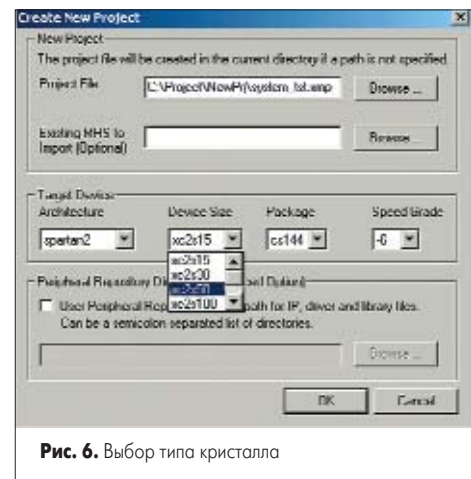 Create New Project
New Project
The project file will be created in the current directory if a path is not specified.
Project File
C:\Project\NewPrj\system_tst.xmp
Browse ...
Existing MHS to
Import (Optional)
Browse ...
Target Device
Architecture
Device Size
Package
Speed Grade
spartan2
xc2s15
cs144
-6
xc2s15
xc2s30
xc2s50
xc2s100
Peripheral Repository
Option)
User Peripheral Rep
path for IP, driver and library files.
Can be a semicolon separated list of directories.
Browse ...
OK
Cancel
Рис. 6. Выбор типа кристалла